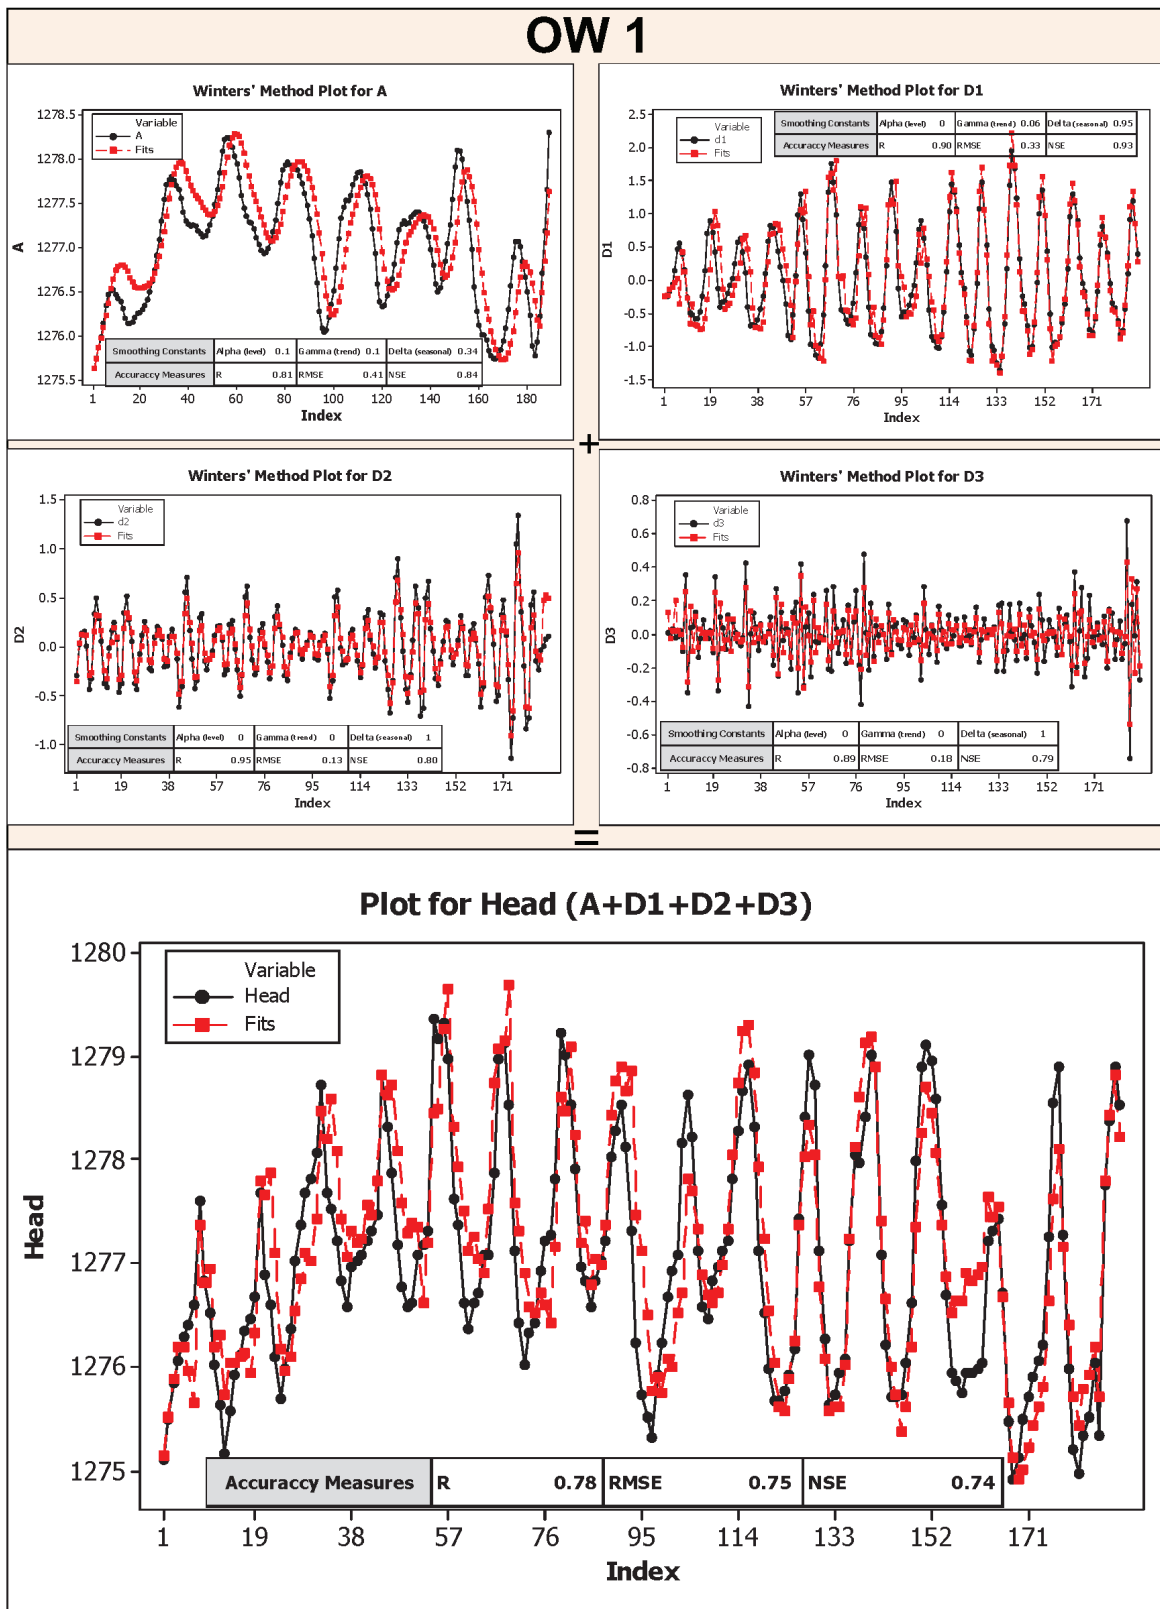 OW 1
Winters' Method Plot for A
1278.5
1278.0
1277.5
1277.0
1276.5
1276.0
1275.5
A
Variable
A
Fits
Smoothing Constants Alpha (level) 0.1 Gamma (trend) 0.1 Delta (seasonal) 0.34
Accuraccy Measures R 0.81 RMSE 0.41 NSE 0.84
1 20 40 60 80 100 120 140 160 180
Index
Winters' Method Plot for D1
2.5
2.0
1.5
1.0
0.5
0.0
-0.5
-1.0
-1.5
D1
Variable
d1
Fits
Smoothing Constants Alpha (level) 0 Gamma (trend) 0.06 Delta (seasonal) 0.95
Accuraccy Measures R 0.90 RMSE 0.33 NSE 0.93
1 19 38 57 76 95 114 133 152 171
Index
+
Winters' Method Plot for D2
1.5
1.0
0.5
0.0
-0.5
-1.0
D2
Variable
d2
Fits
Smoothing Constants Alpha (level) 0 Gamma (trend) 0 Delta (seasonal) 1
Accuraccy Measures R 0.95 RMSE 0.13 NSE 0.80
1 19 38 57 76 95 114 133 152 171
Index
Winters' Method Plot for D3
0.8
0.6
0.4
0.2
0.0
-0.2
-0.4
-0.6
-0.8
D3
Variable
d3
Fits
Smoothing Constants Alpha (level) 0 Gamma (trend) 0 Delta (seasonal) 1
Accuraccy Measures R 0.89 RMSE 0.18 NSE 0.79
1 19 38 57 76 95 114 133 152 171
Index
=
Plot for Head (A+D1+D2+D3)
1280
1279
1278
1277
1276
1275
Head
Variable
Head
Fits
Accuraccy Measures R 0.78 RMSE 0.75 NSE 0.74
1 19 38 57 76 95 114 133 152 171
Index